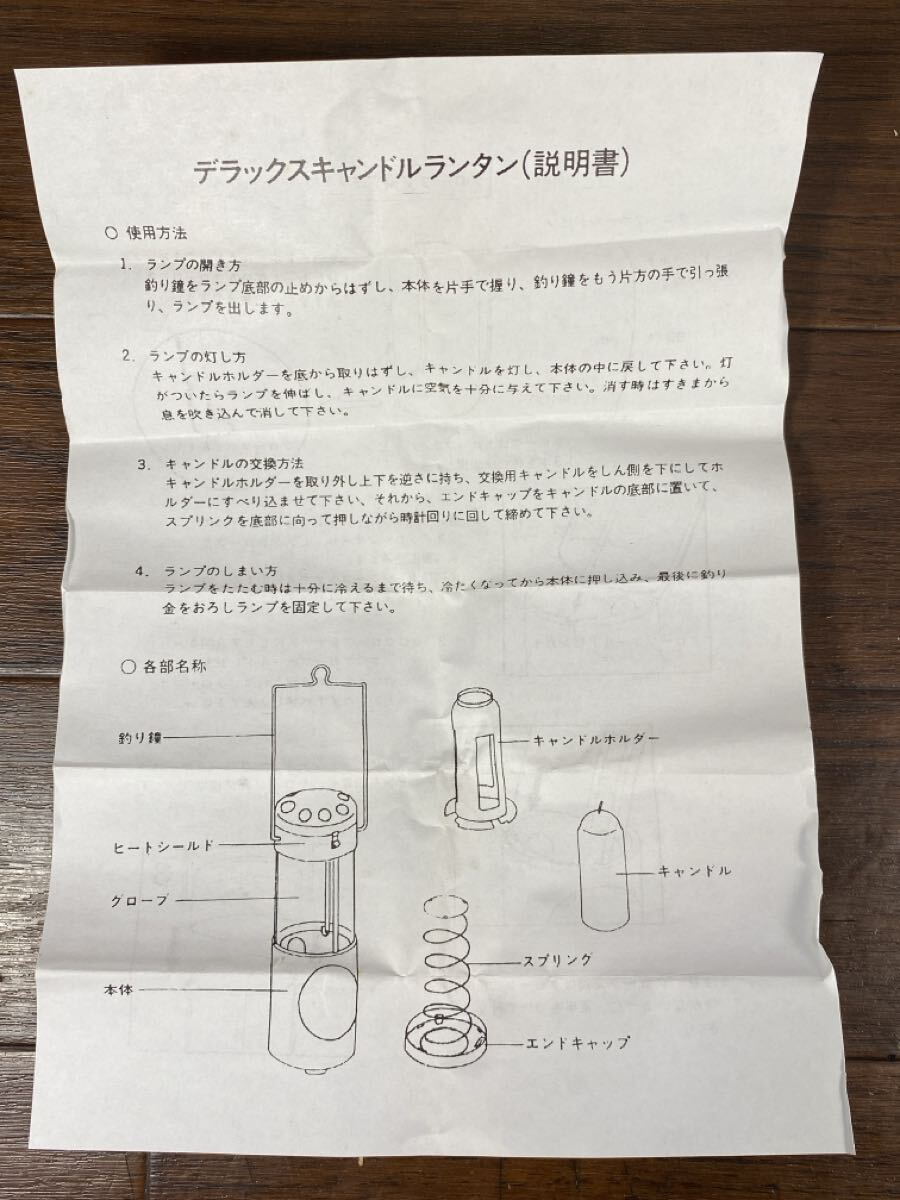 デラックスキャンドルランタン(説明書)
○ 使用方法
1. ランプの開き方
釣り鐘をランプ底部の止めからはずし、本体を片手で握り、釣り鐘をもう片方の手で引っ張
り、ランプを出します。
2. ランプの灯し方
キャンドルホルダーを底から取りはずし、キャンドルを灯し、本体の中に戻して下さい。灯
がついたらランプを伸ばし、キャンドルに空気を十分に与えて下さい。消す時はすきまから
息を吹き込んで消して下さい。
3. キャンドルの交換方法
キャンドルホルダーを取り外し上下を逆さに持ち、交換用キャンドルをしん側を下にしてホ
ルダーにすべり込ませて下さい、それから、エンドキャップをキャンドルの底部に置いて、
スプリンクを底部に向って押しながら時計回りに回して締めて下さい。
4. ランプのしまい方
ランプをたたむ時は十分に冷えるまで待ち、冷たくなってから本体に押し込み、最後に釣り
金をおろしランプを固定して下さい。
○ 各部名称
釣り鐘
キャンドルホルダー
ヒートシールド
キャンドル
グローブ
スプリング
本体
エンドキャップ